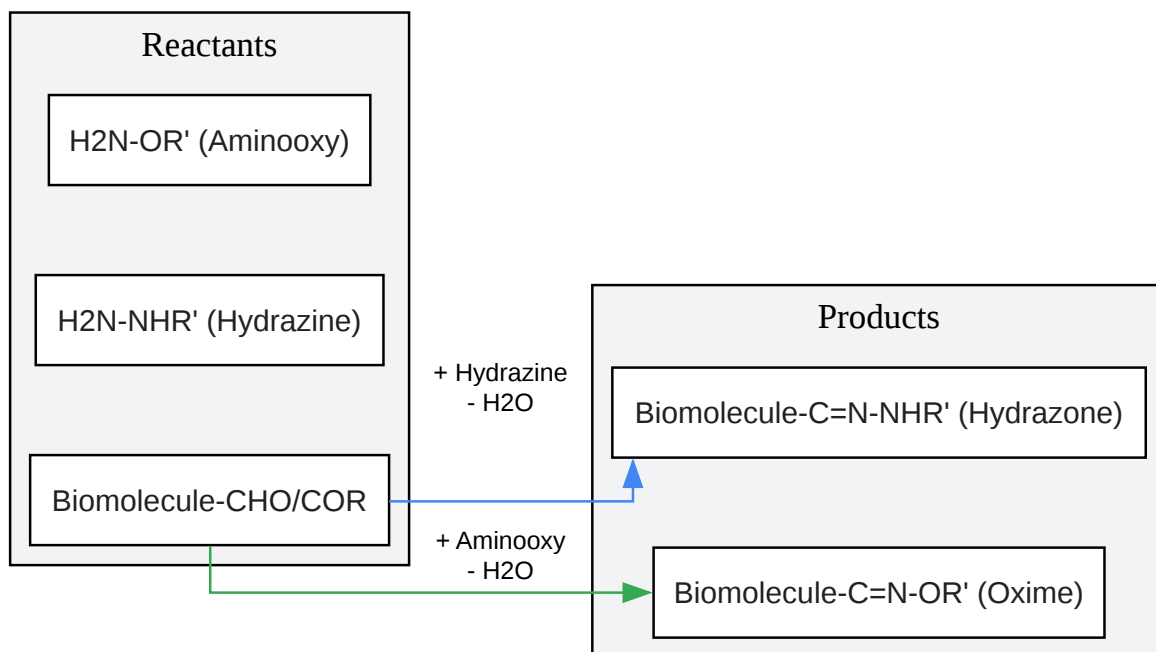 Reactants
H2N-OR' (Aminooxy)
H2N-NHR' (Hydrazine)
Biomolecule-CHO/COR
+ Hydrazine
- H2O
+ Aminooxy
- H2O
Products
Biomolecule-C=N-NHR' (Hydrazone)
Biomolecule-C=N-OR' (Oxime)